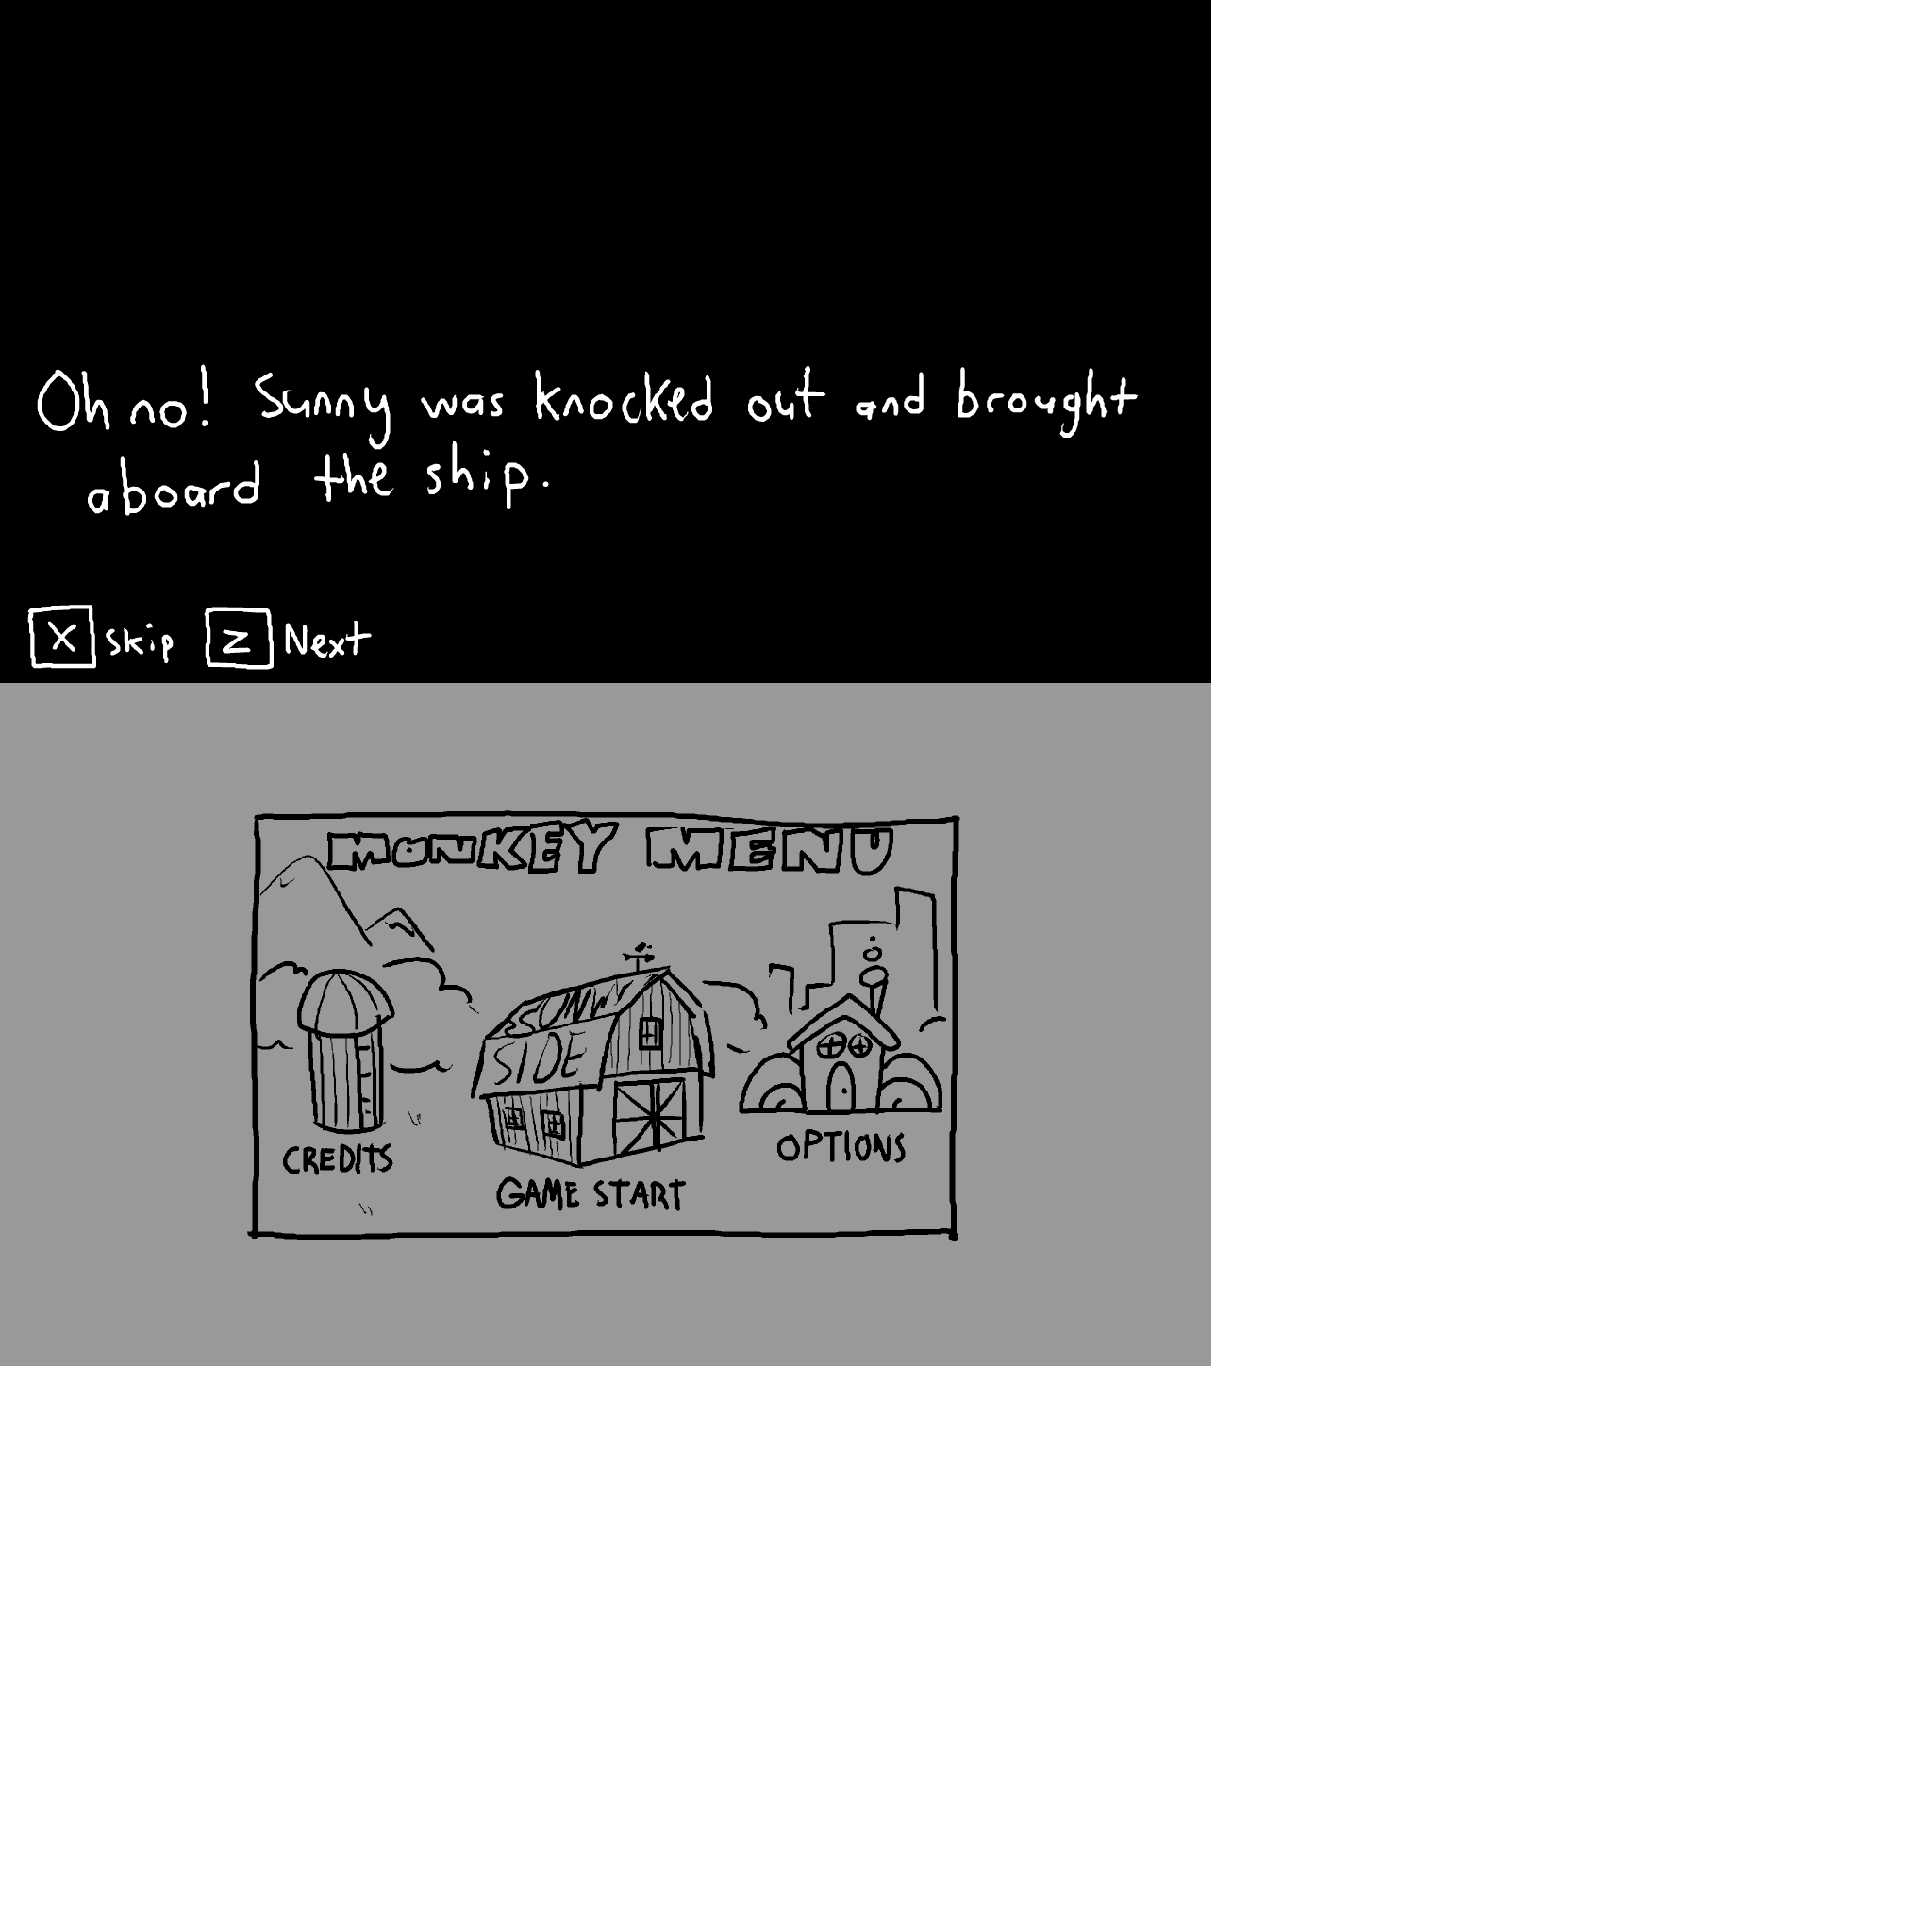 Oh no! Sunny was knocked out and brought
aboard the ship.
X Skip Z Next
MONKEY MENU
SUNNY
SIDE
CREDITS
OPTIONS
GAME START